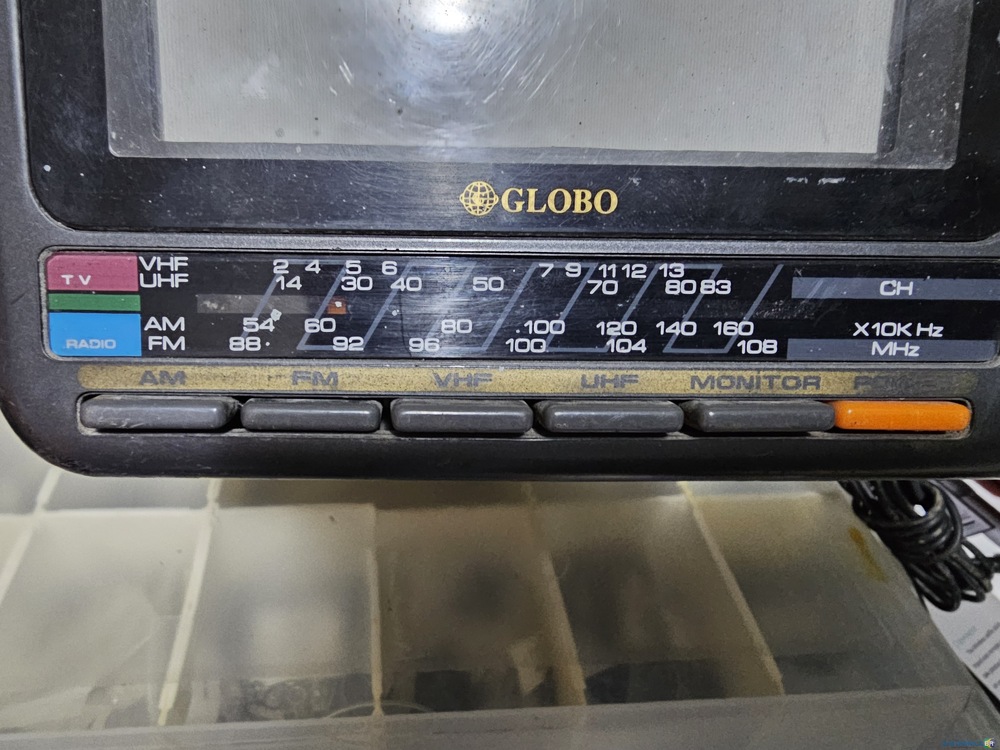 GLOBO
TV
VHF 2 4 5 6 7 9 11 12 13
UHF 14 30 40 50 70 80 83 CH
AM 54 60 80 .100 120 140 160 X10K Hz
RADIO
FM 88. 92 96 100 104 108 MHz
AM FM VHF UHF MONİTOR